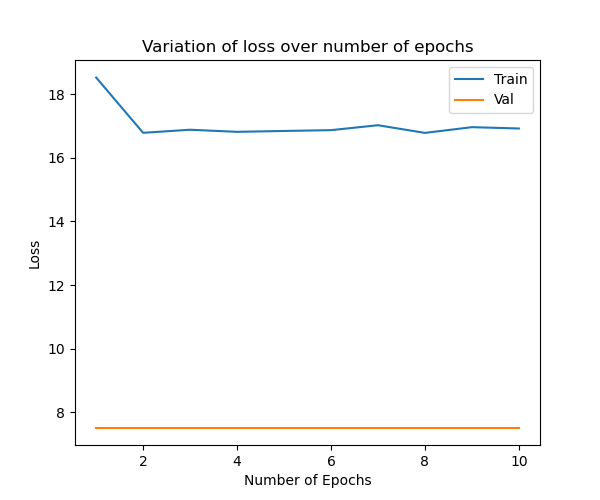 Variation of loss over number of epochs
Train
Val
18
16
14
12
10
8
Loss
2
4
6
8
10
Number of Epochs